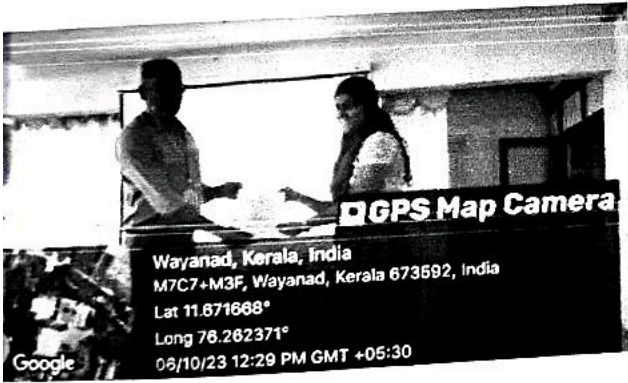 GPS Map Camera
Wayanad, Kerala, India
M7C7+M3F, Wayanad, Kerala 673592, India
Lat 11.671668°
Long 76.262371°
06/10/23 12:29 PM GMT +05:30
Google